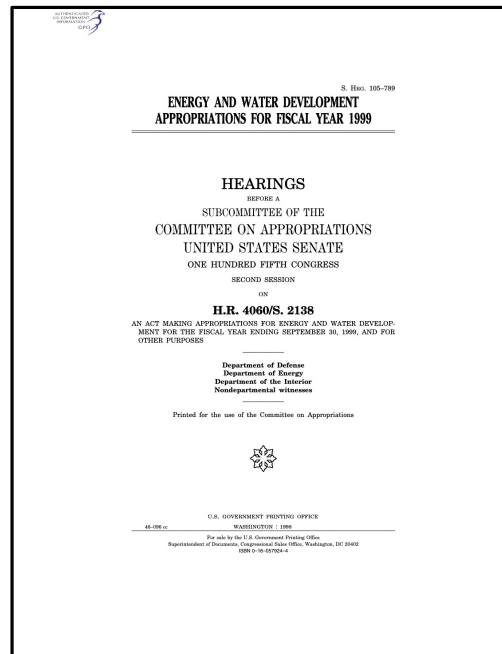 AUTHENTICATED
U.S. GOVERNMENT
INFORMATION
GPO
S. HRG. 105–789
ENERGY AND WATER DEVELOPMENT
APPROPRIATIONS FOR FISCAL YEAR 1999
HEARINGS
BEFORE A
SUBCOMMITTEE OF THE
COMMITTEE ON APPROPRIATIONS
UNITED STATES SENATE
ONE HUNDRED FIFTH CONGRESS
SECOND SESSION
ON
H.R. 4060/S. 2138
AN ACT MAKING APPROPRIATIONS FOR ENERGY AND WATER DEVELOP-
MENT FOR THE FISCAL YEAR ENDING SEPTEMBER 30, 1999, AND FOR
OTHER PURPOSES
Department of Defense
Department of Energy
Department of the Interior
Nondepartmental witnesses
Printed for the use of the Committee on Appropriations
U.S. GOVERNMENT PRINTING OFFICE
46–096 cc WASHINGTON : 1998
For sale by the U.S. Government Printing Office
Superintendent of Documents, Congressional Sales Office, Washington, DC 20402
ISBN 0–16–057924–4